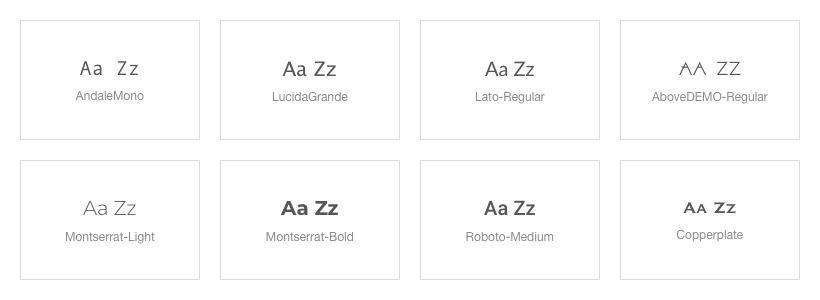 Aa Zz
AndaleMono
Aa Zz
LucidaGrande
Aa Zz
Lato-Regular
AA ZZ
AboveDEMO-Regular
Aa Zz
Montserrat-Light
Aa Zz
Montserrat-Bold
Aa Zz
Roboto-Medium
Aa Zz
Copperplate